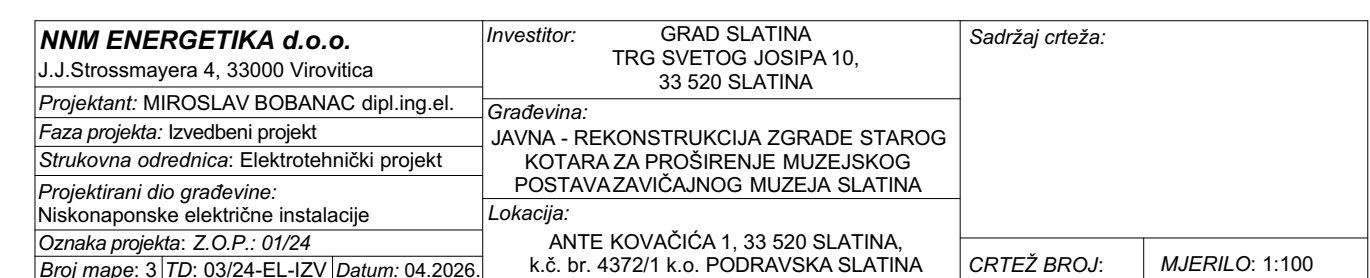 NNM ENERGETIKA d.o.o.
J.J.Strossmayera 4, 33000 Virovitica
Projektant: MIROSLAV BOBANAC dipl.ing.el.
Faza projekta: Izvedbeni projekt
Strukovna odrednica: Elektrotehnički projekt
Projektirani dio građevine:
Niskonaponske električne instalacije
Oznaka projekta: Z.O.P.: 01/24
Broj mape: 3 TD: 03/24-EL-IZV Datum: 04.2026.
Investitor: GRAD SLATINA
TRG SVETOG JOSIPA 10,
33 520 SLATINA
Građevina:
JAVNA - REKONSTRUKCIJA ZGRADE STAROG
KOTARA ZA PROŠIRENJE MUZEJSKOG
POSTAVA ZAVIČAJNOG MUZEJA SLATINA
Lokacija:
ANTE KOVAČIĆA 1, 33 520 SLATINA,
k.č. br. 4372/1 k.o. PODRAVSKA SLATINA
Sadržaj crteža:
CRTEŽ BROJ: MJERILO: 1:100